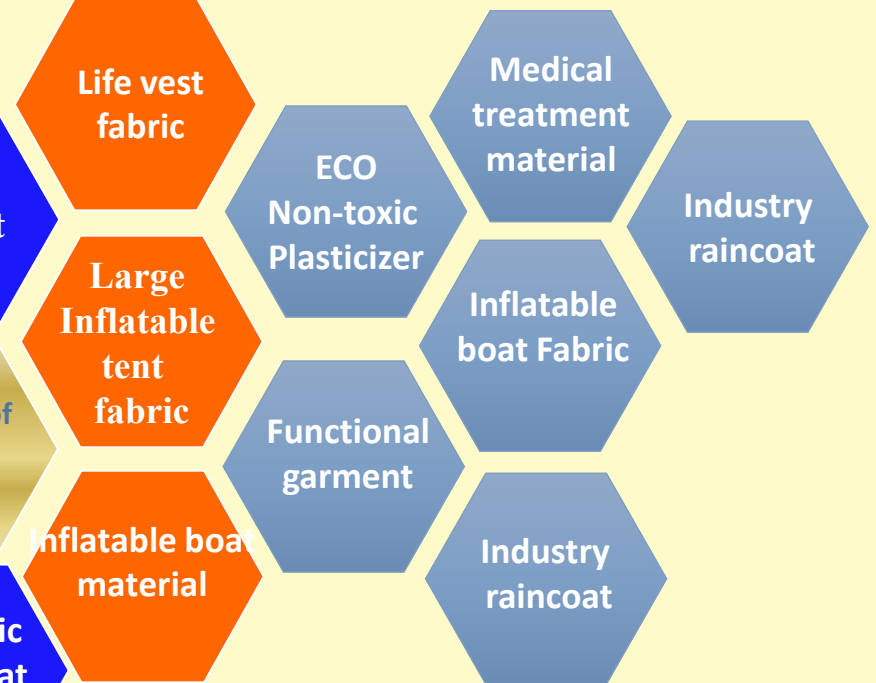 Life vest
fabric
Large
Inflatable
tent
fabric
Inflatable boat
material
ECO
Non-toxic
Plasticizer
Functional
garment
Medical
treatment
material
Inflatable
boat Fabric
Industry
raincoat
Industry
raincoat
of